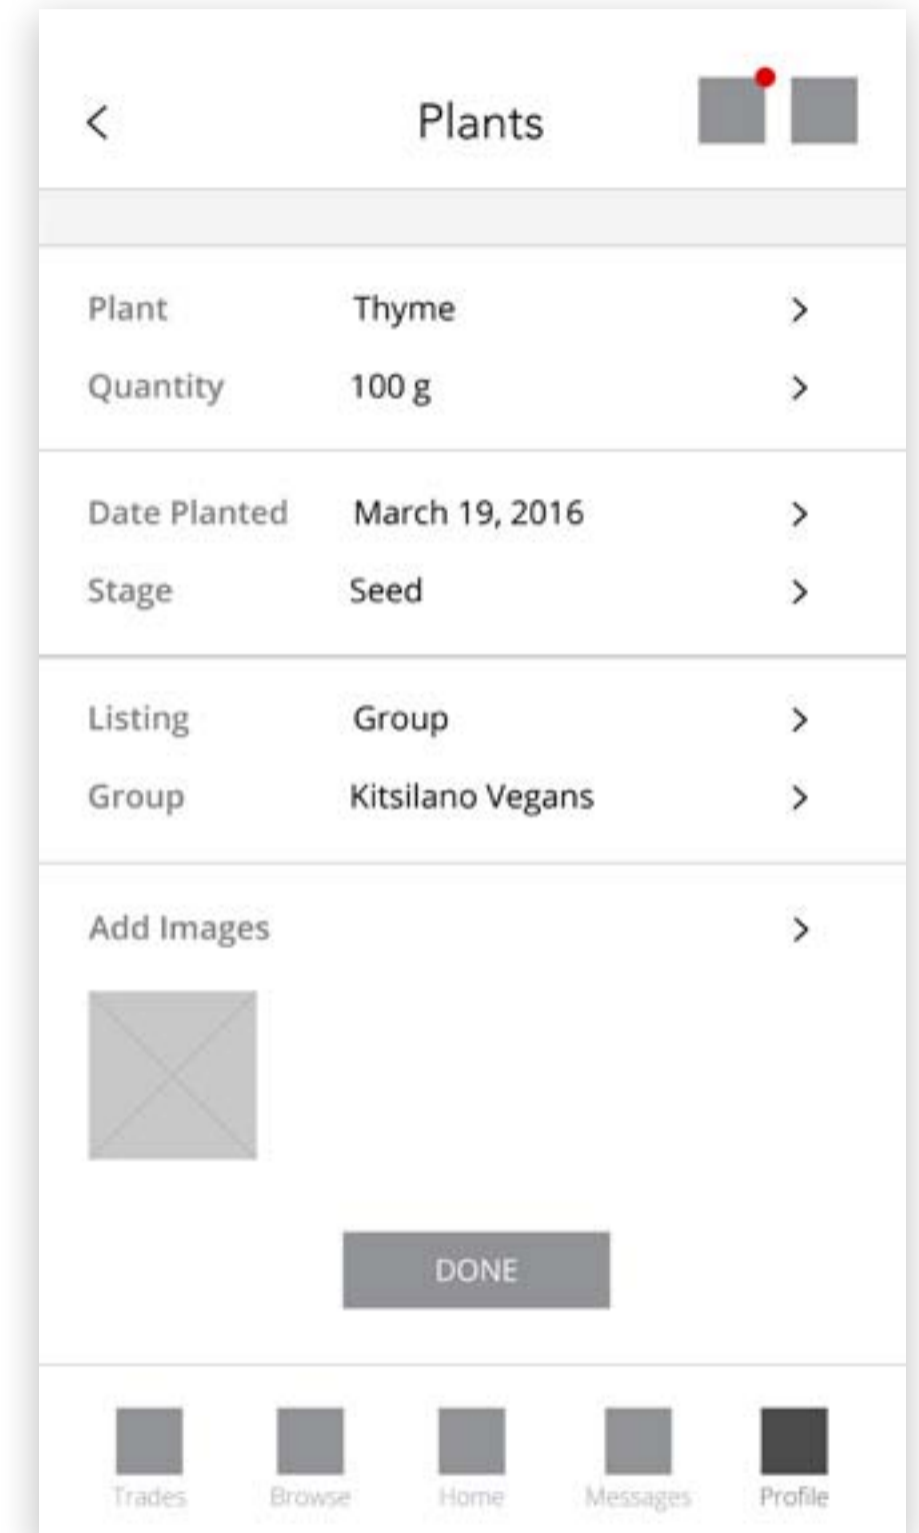 Plants
Plant Thyme
Quantity 100 g
Date Planted March 19, 2016
Stage Seed
Listing Group
Group Kitsilano Vegans
Add Images
DONE
Trades Browse Home Messages Profile